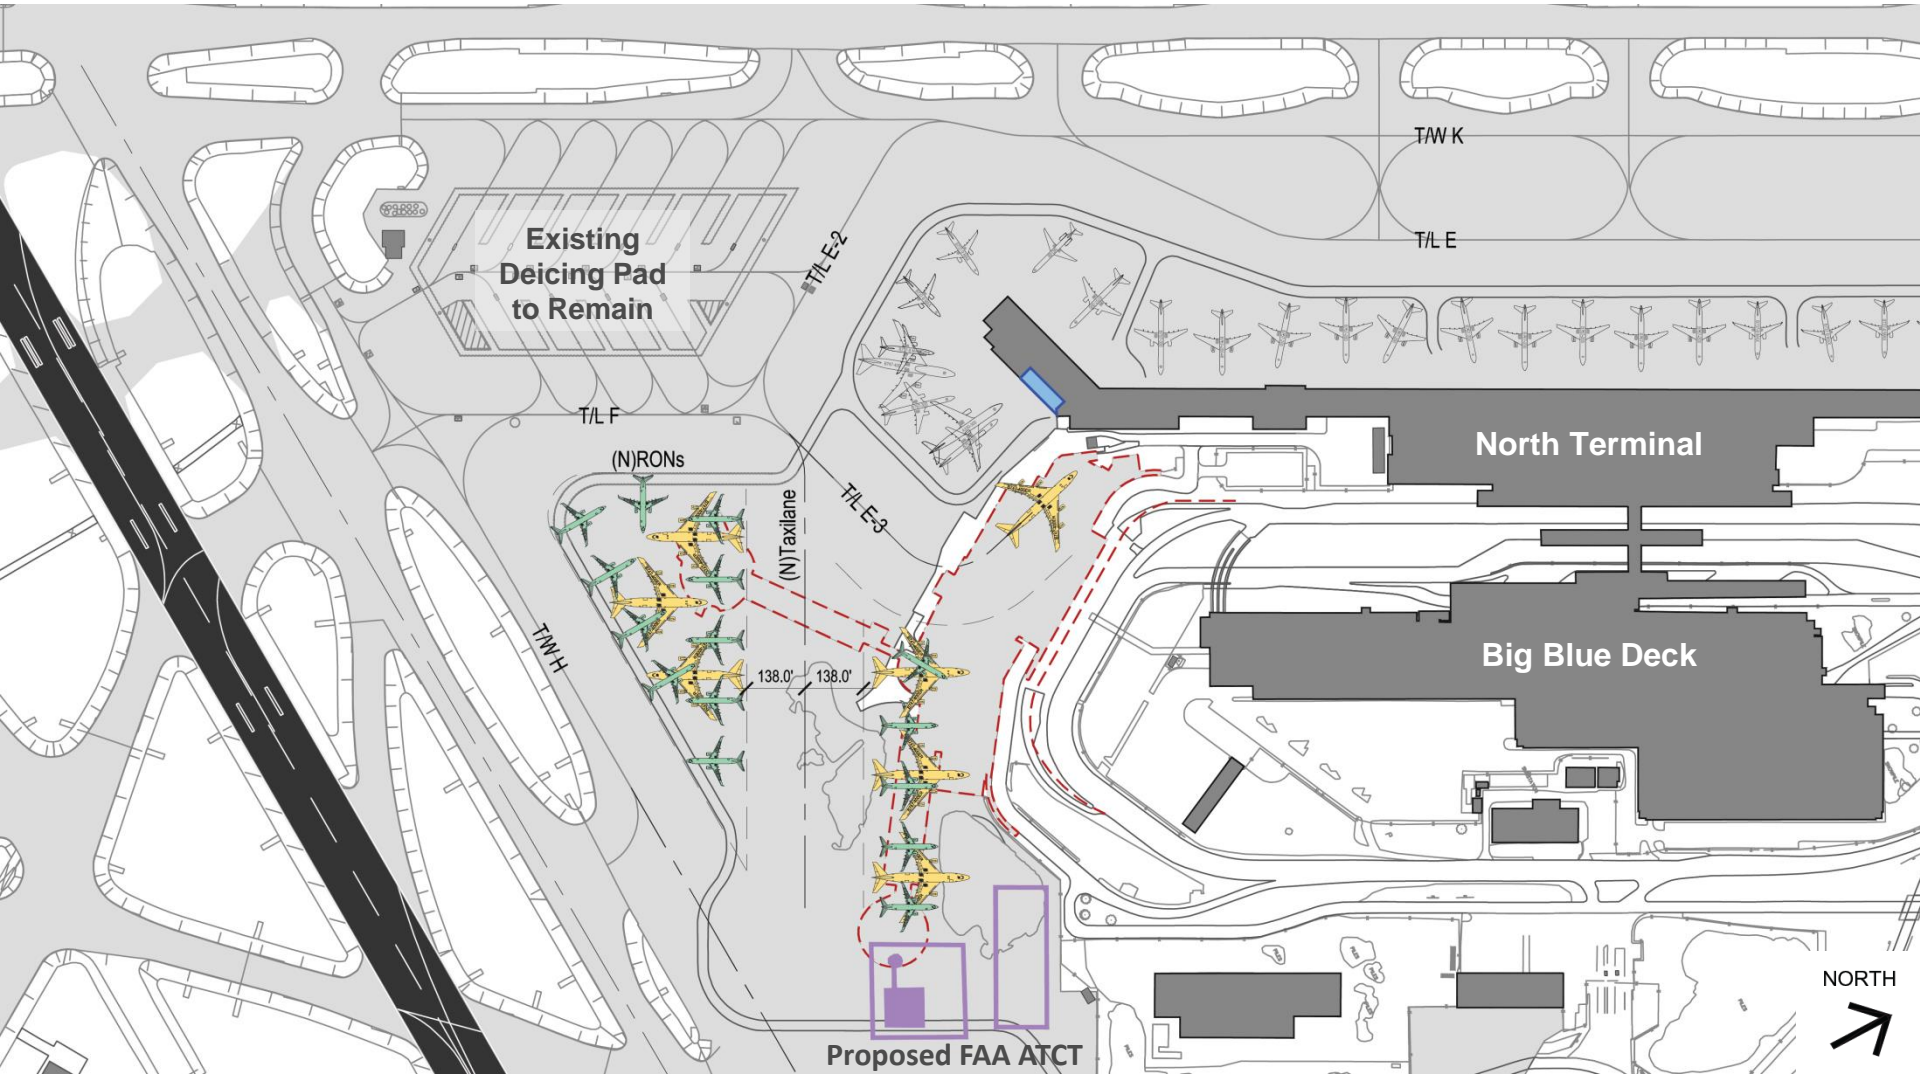 T/W K
T/L E
T/L E-2
Existing
Deicing Pad
to Remain
T/L F
(N)RONs
(N)Taxilane
T/L E-3
North Terminal
T/W H
138.0'
138.0'
Big Blue Deck
NORTH
Proposed FAA ATCT